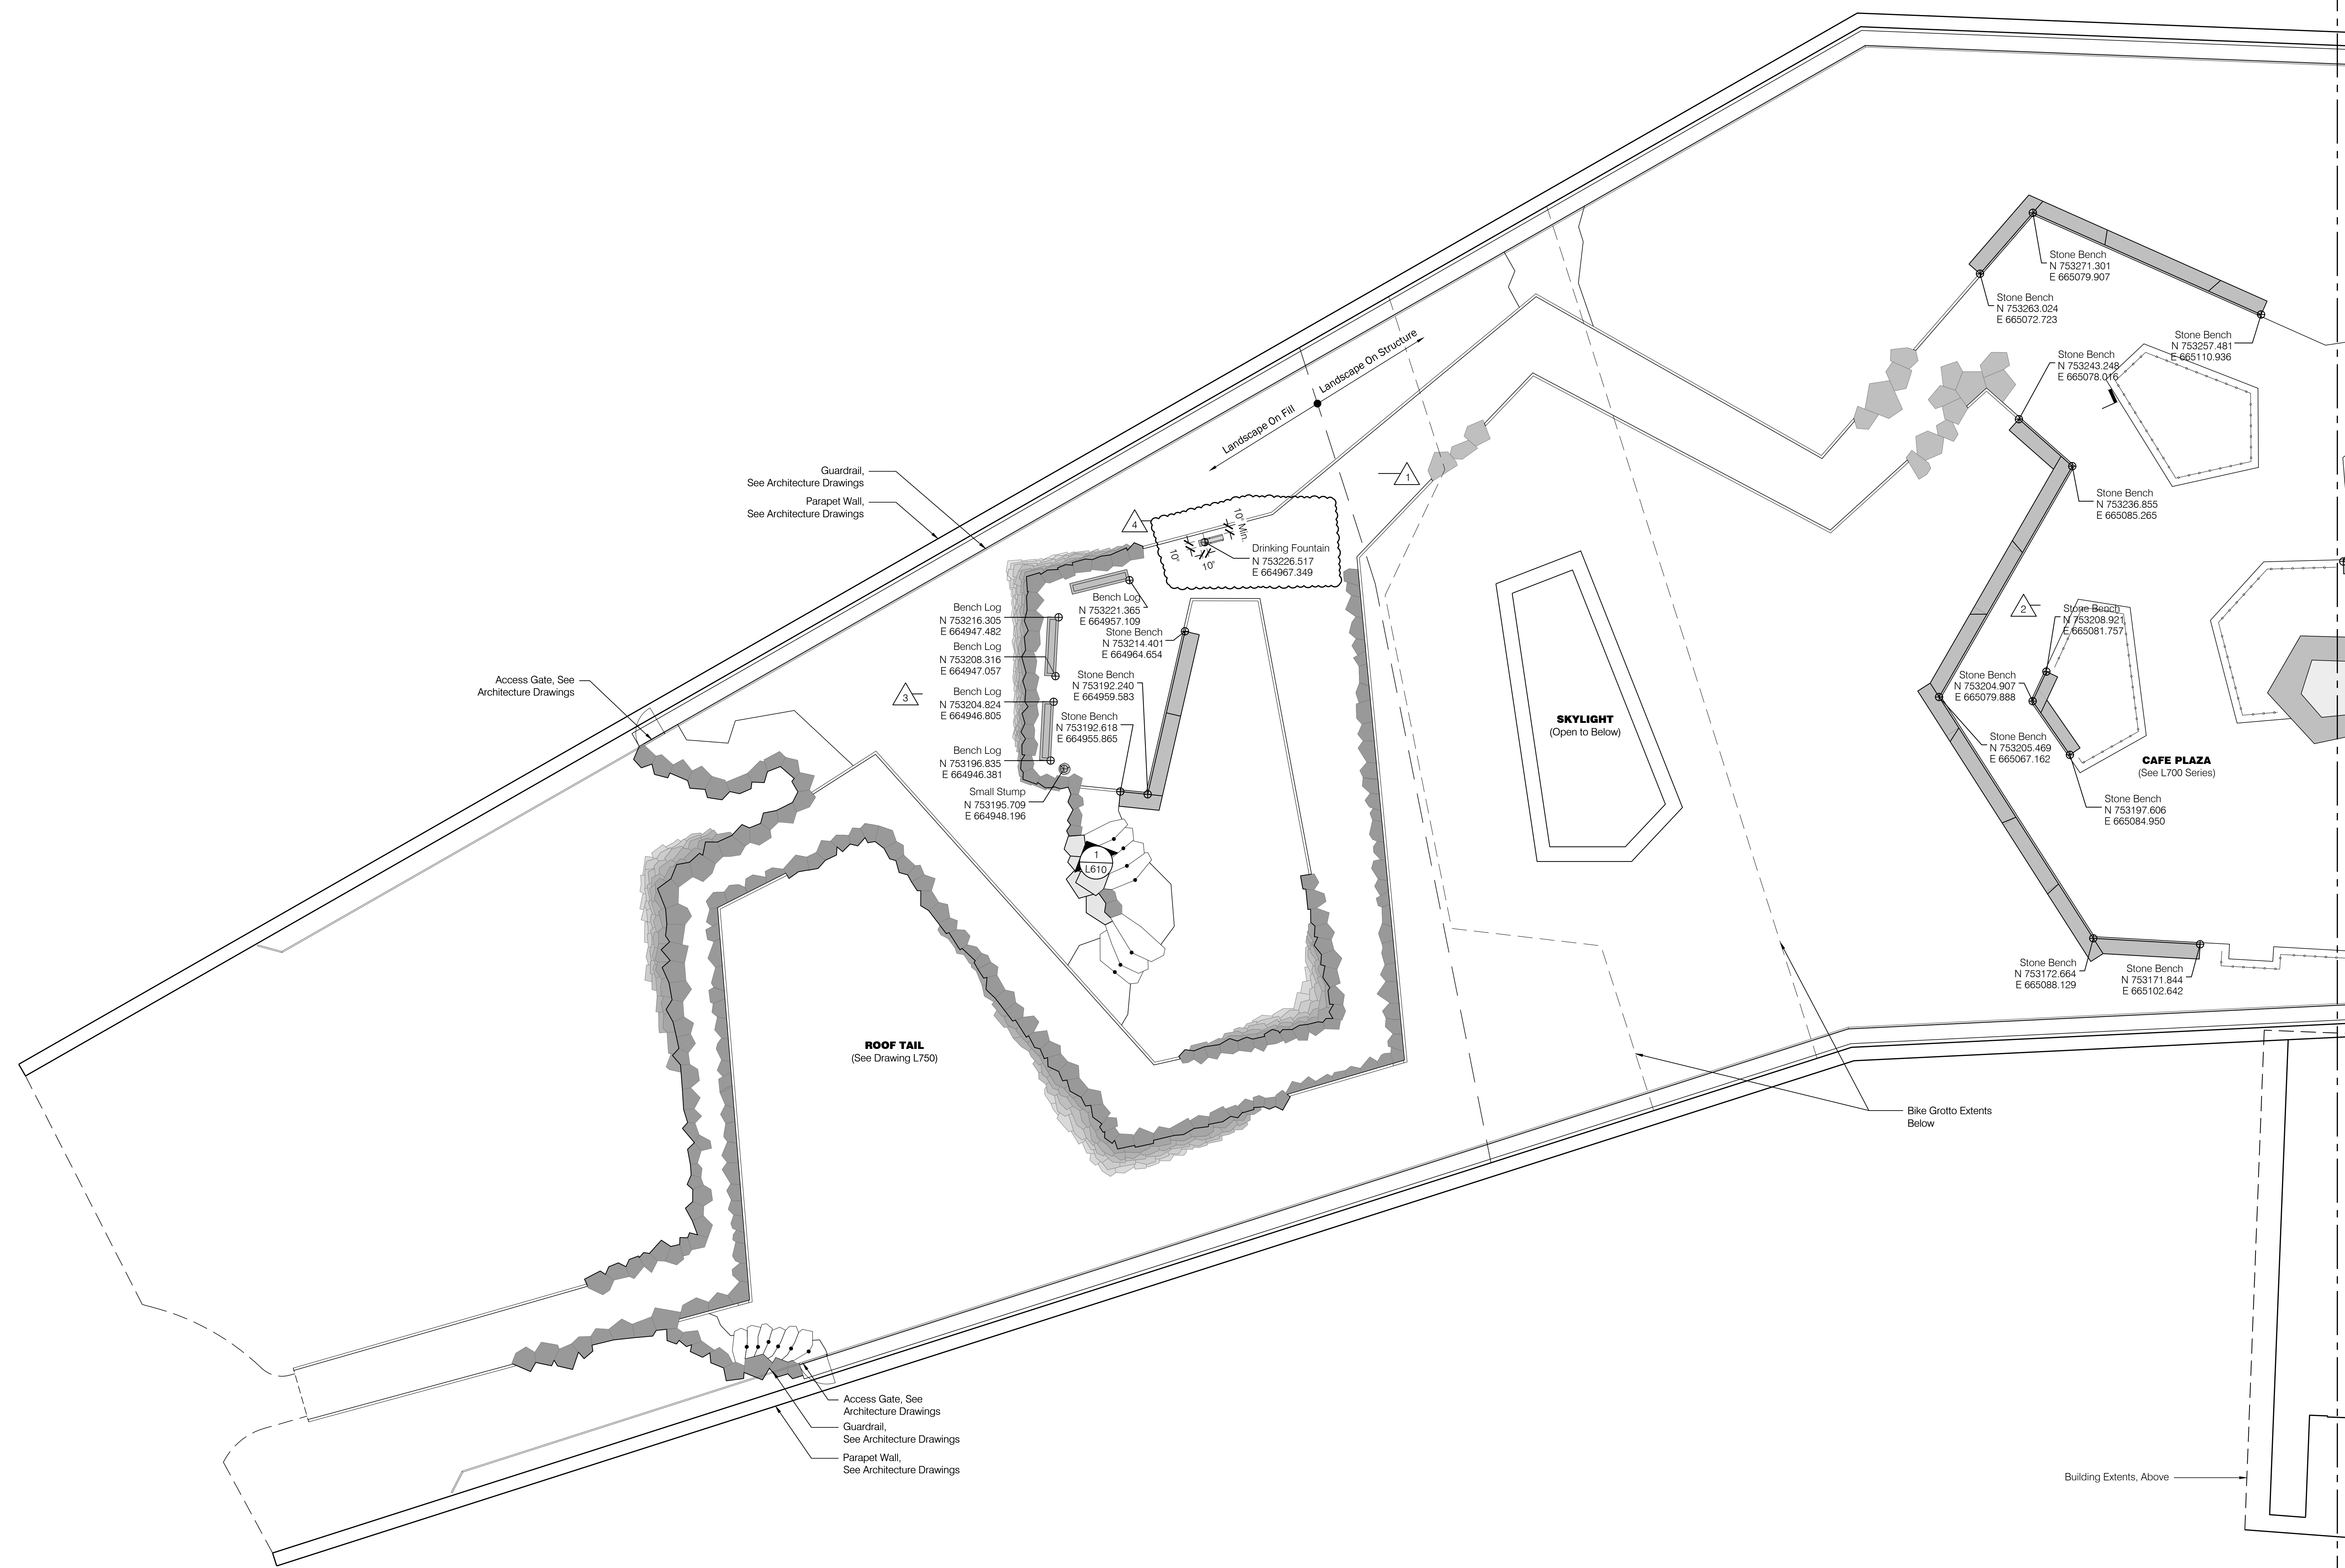 Stone Bench
N 753271.301
E 665079.907
Stone Bench
N 753263.024
E 665072.723
Stone Bench
N 753257.481
E 665110.936
Stone Bench
N 753243.248
E 665078.016
Landscape On Structure
Landscape On Fill
Guardrail,
See Architecture Drawings
Parapet Wall,
See Architecture Drawings
1
4
10" Min.
10"
10"
Drinking Fountain
N 753226.517
E 664967.349
Stone Bench
N 753236.855
E 665085.265
Bench Log
N 753221.365
E 664957.109
Bench Log
N 753216.305
E 664947.482
Stone Bench
N 753214.401
E 664964.654
Bench Log
N 753208.316
E 664947.057
2
Stone Bench
N 753208.921
E 665081.757
Access Gate, See
Architecture Drawings
3
Stone Bench
N 753192.240
E 664959.583
Bench Log
N 753204.824
E 664946.805
Stone Bench
N 753192.618
E 664955.865
Stone Bench
N 753204.907
E 665079.888
SKYLIGHT
(Open to Below)
Bench Log
N 753196.835
E 664946.381
Stone Bench
N 753205.469
E 665067.162
CAFE PLAZA
(See L700 Series)
Small Stump
N 753195.709
E 664948.196
Stone Bench
N 753197.606
E 665084.950
1
L610
Stone Bench
N 753172.664
E 665088.129
Stone Bench
N 753171.844
E 665102.642
ROOF TAIL
(See Drawing L750)
Bike Grotto Extents
Below
Access Gate, See
Architecture Drawings
Guardrail,
See Architecture Drawings
Parapet Wall,
See Architecture Drawings
Building Extents, Above